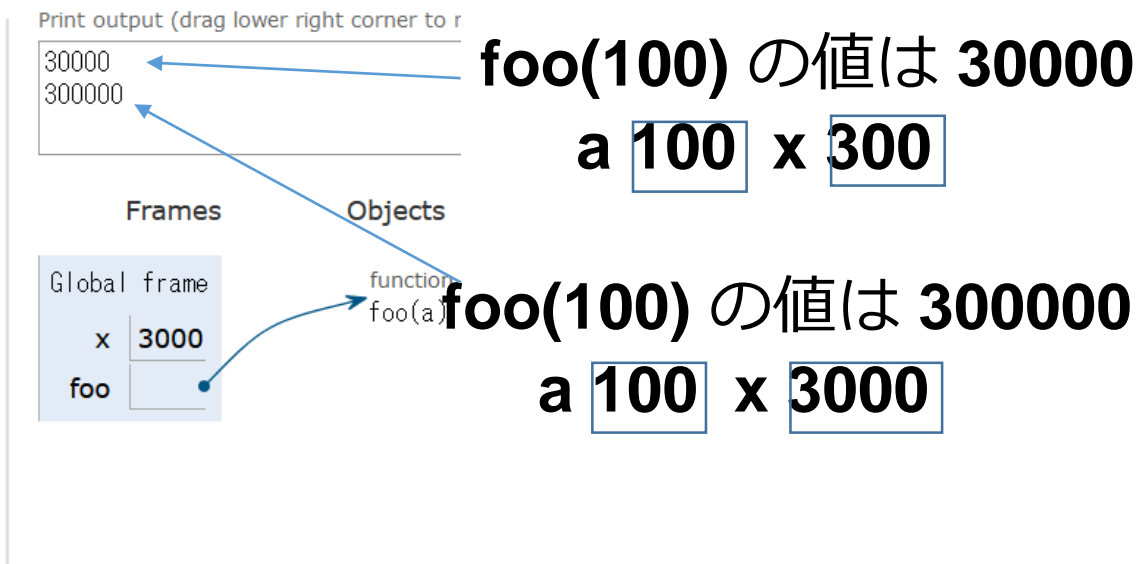 Print output (drag lower right corner to r
30000
300000
foo(100) の値は 30000
a 100 x 300
Frames
Objects
Global frame
x 3000
foo
function
foo(a)
foo(100) の値は 300000
a 100 x 3000